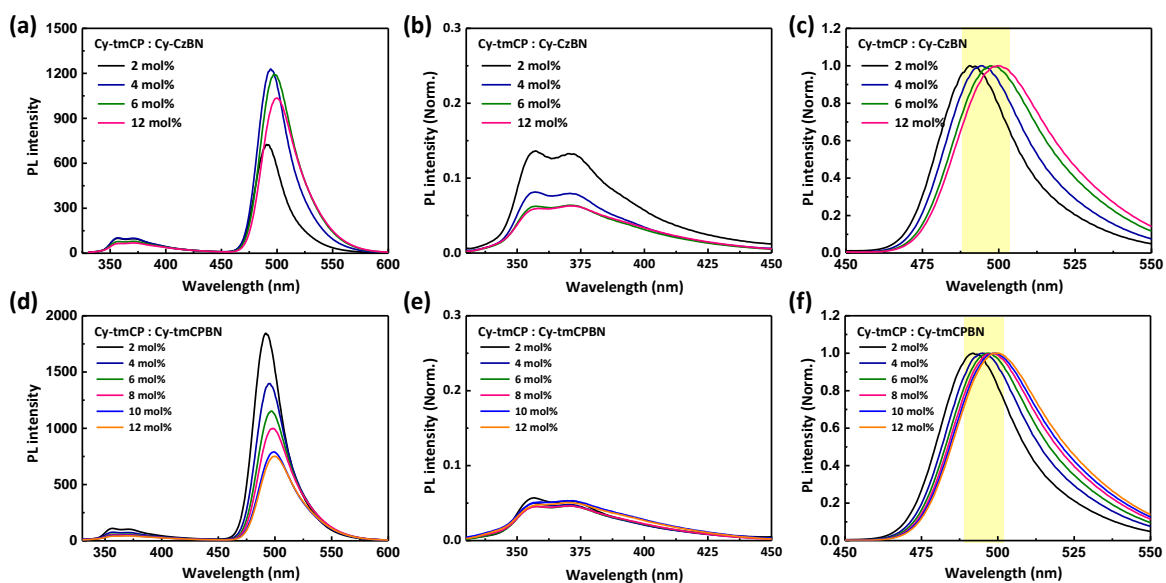 (a)
1500
1200
900
600
300
0
PL intensity
Cy-tmCP : Cy-CzBN
2 mol%
4 mol%
6 mol%
12 mol%
350 400 450 500 550 600
Wavelength (nm)
(b)
0.3
0.2
0.1
0.0
PL intensity (Norm.)
Cy-tmCP : Cy-CzBN
2 mol%
4 mol%
6 mol%
12 mol%
350 375 400 425 450
Wavelength (nm)
(c)
1.2
1.0
0.8
0.6
0.4
0.2
0.0
PL intensity (Norm.)
Cy-tmCP : Cy-CzBN
2 mol%
4 mol%
6 mol%
12 mol%
450 475 500 525 550
Wavelength (nm)
(d)
2000
1500
1000
500
0
PL intensity
Cy-tmCP : Cy-tmCPBN
2 mol%
4 mol%
6 mol%
8 mol%
10 mol%
12 mol%
350 400 450 500 550 600
Wavelength (nm)
(e)
0.3
0.2
0.1
0.0
PL intensity (Norm.)
Cy-tmCP : Cy-tmCPBN
2 mol%
4 mol%
6 mol%
8 mol%
10 mol%
12 mol%
350 375 400 425 450
Wavelength (nm)
(f)
1.2
1.0
0.8
0.6
0.4
0.2
0.0
PL intensity (Norm.)
Cy-tmCP : Cy-tmCPBN
2 mol%
4 mol%
6 mol%
8 mol%
10 mol%
12 mol%
450 475 500 525 550
Wavelength (nm)